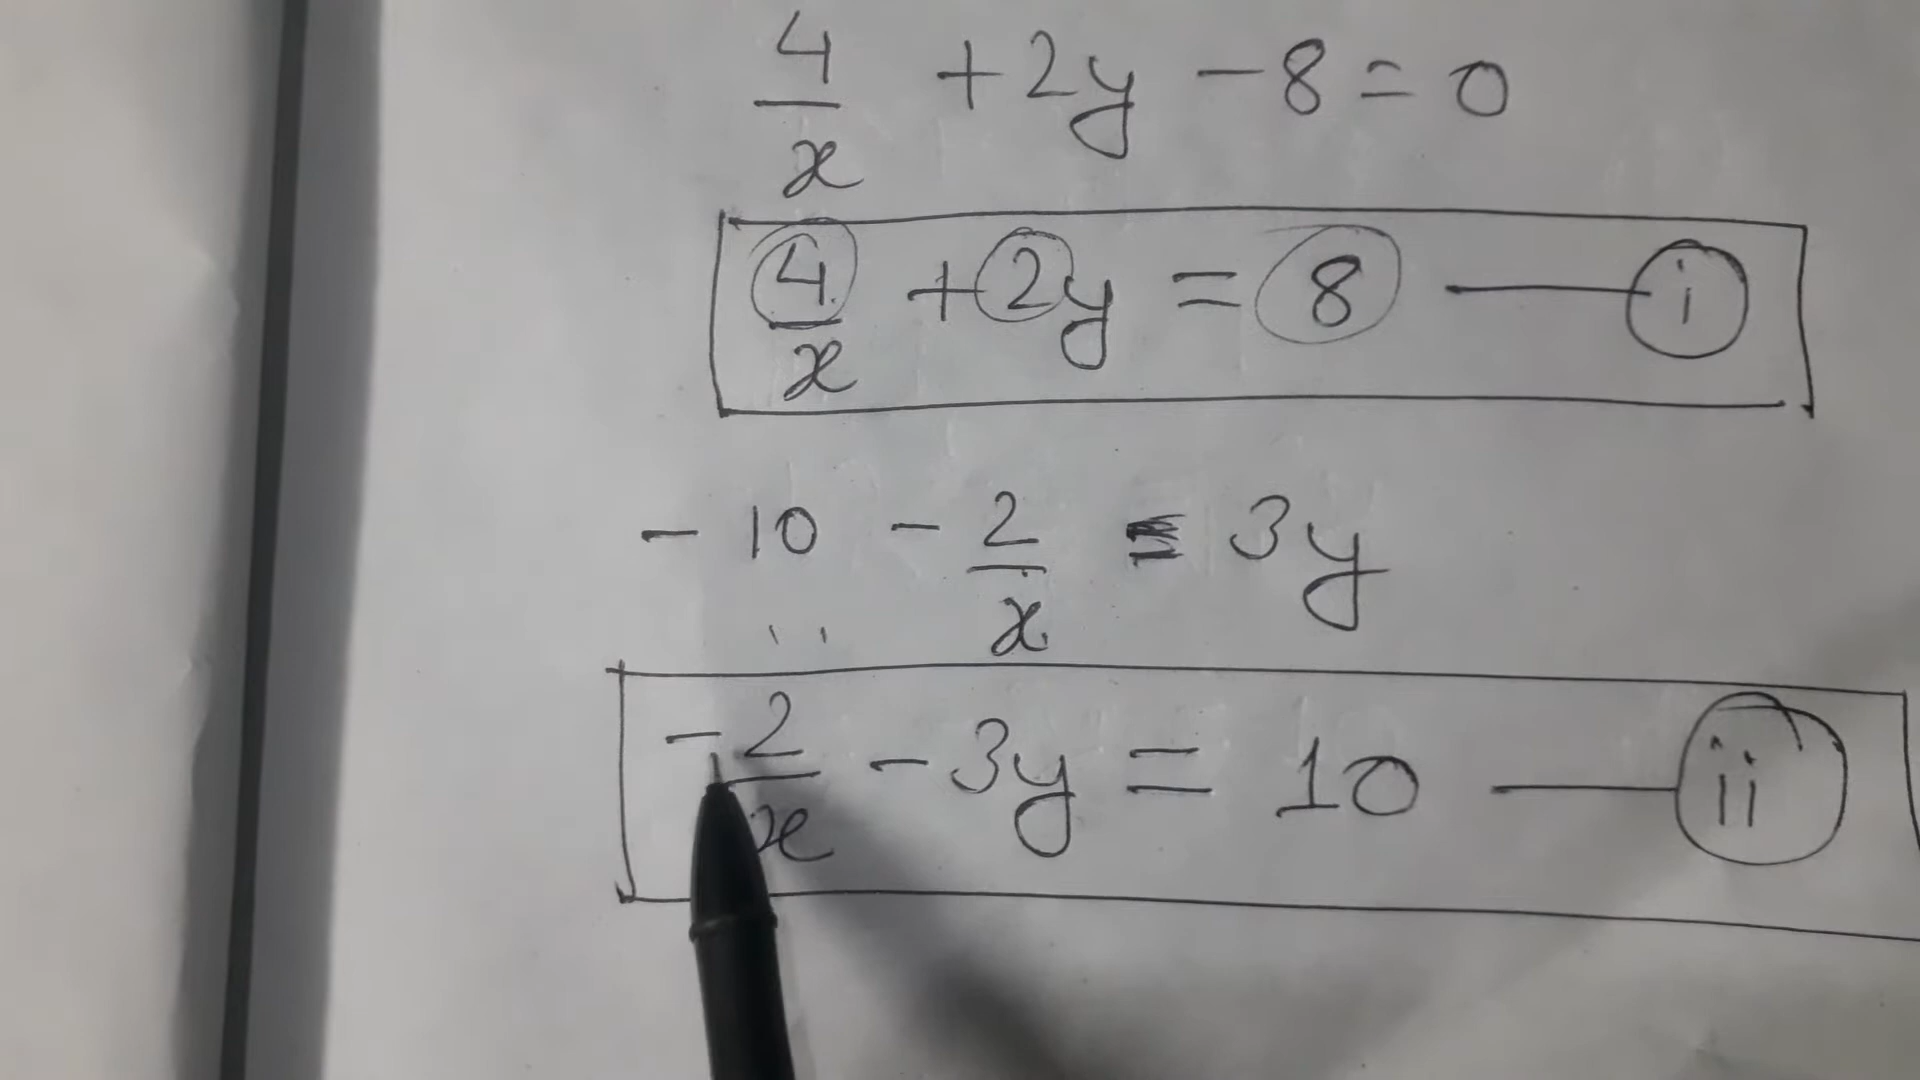 4/x + 2y - 8 = 0
4/x + 2y = 8 — i
- 10 - 2/x = 3y
-2/x - 3y = 10 — ii